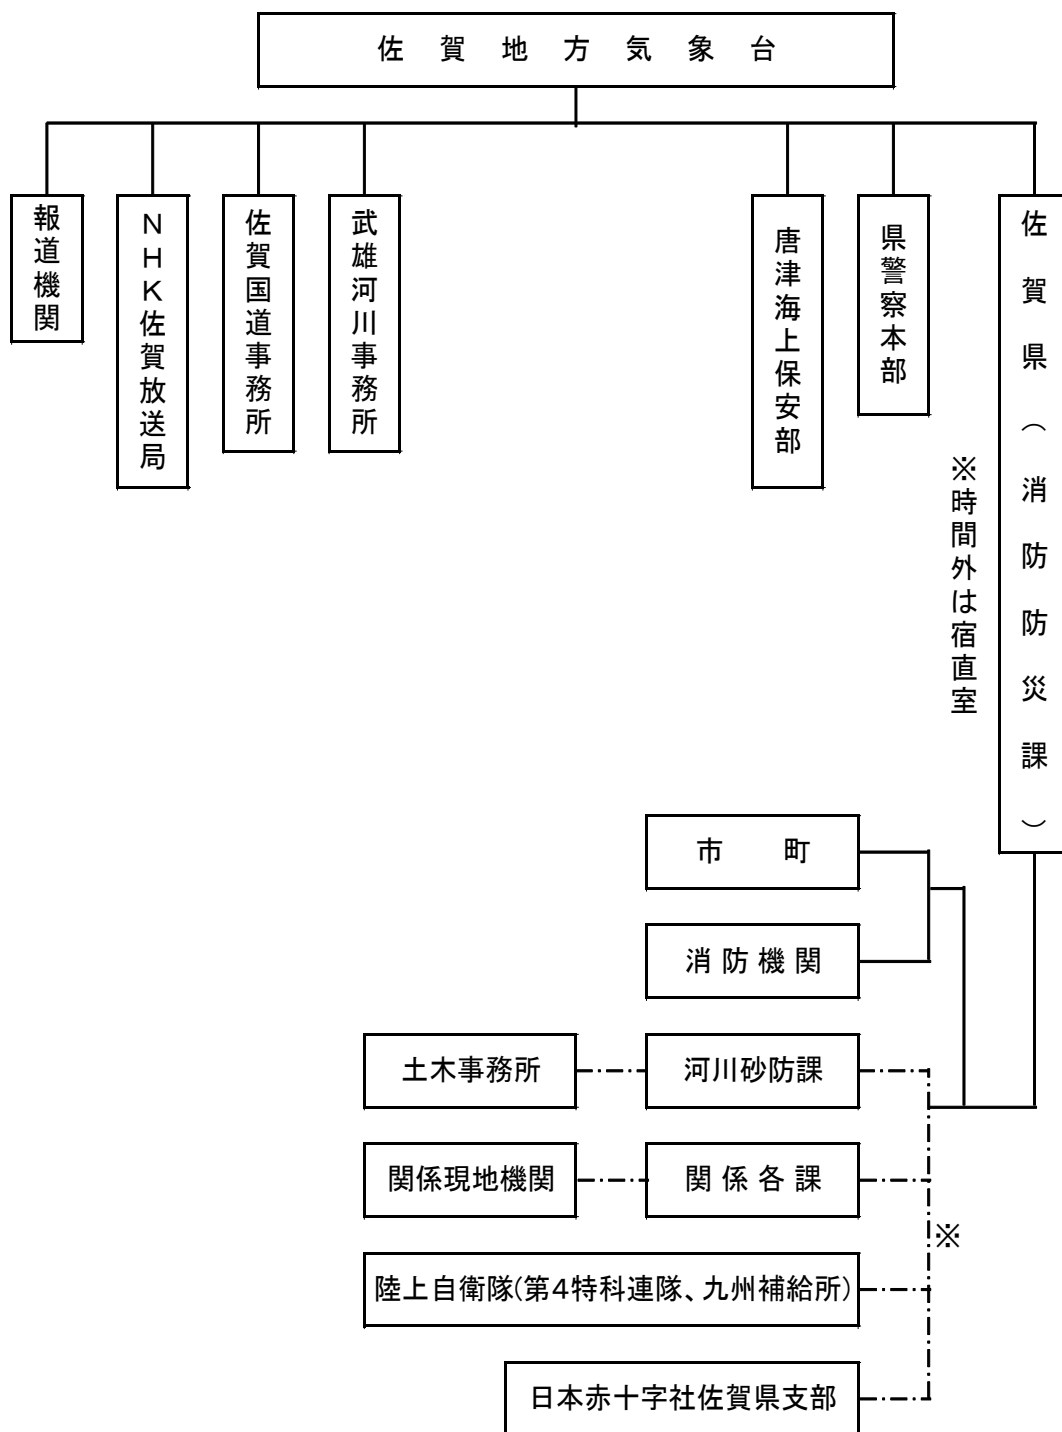 佐賀地方気象台
報道機関
NHK佐賀放送局
佐賀国道事務所
武雄河川事務所
唐津海上保安部
県警察本部
佐賀県（消防防災課）
※時間外は宿直室
市町
消防機関
土木事務所
河川砂防課
関係現地機関
関係各課
※
陸上自衛隊(第4特科連隊、九州補給所)
日本赤十字社佐賀県支部